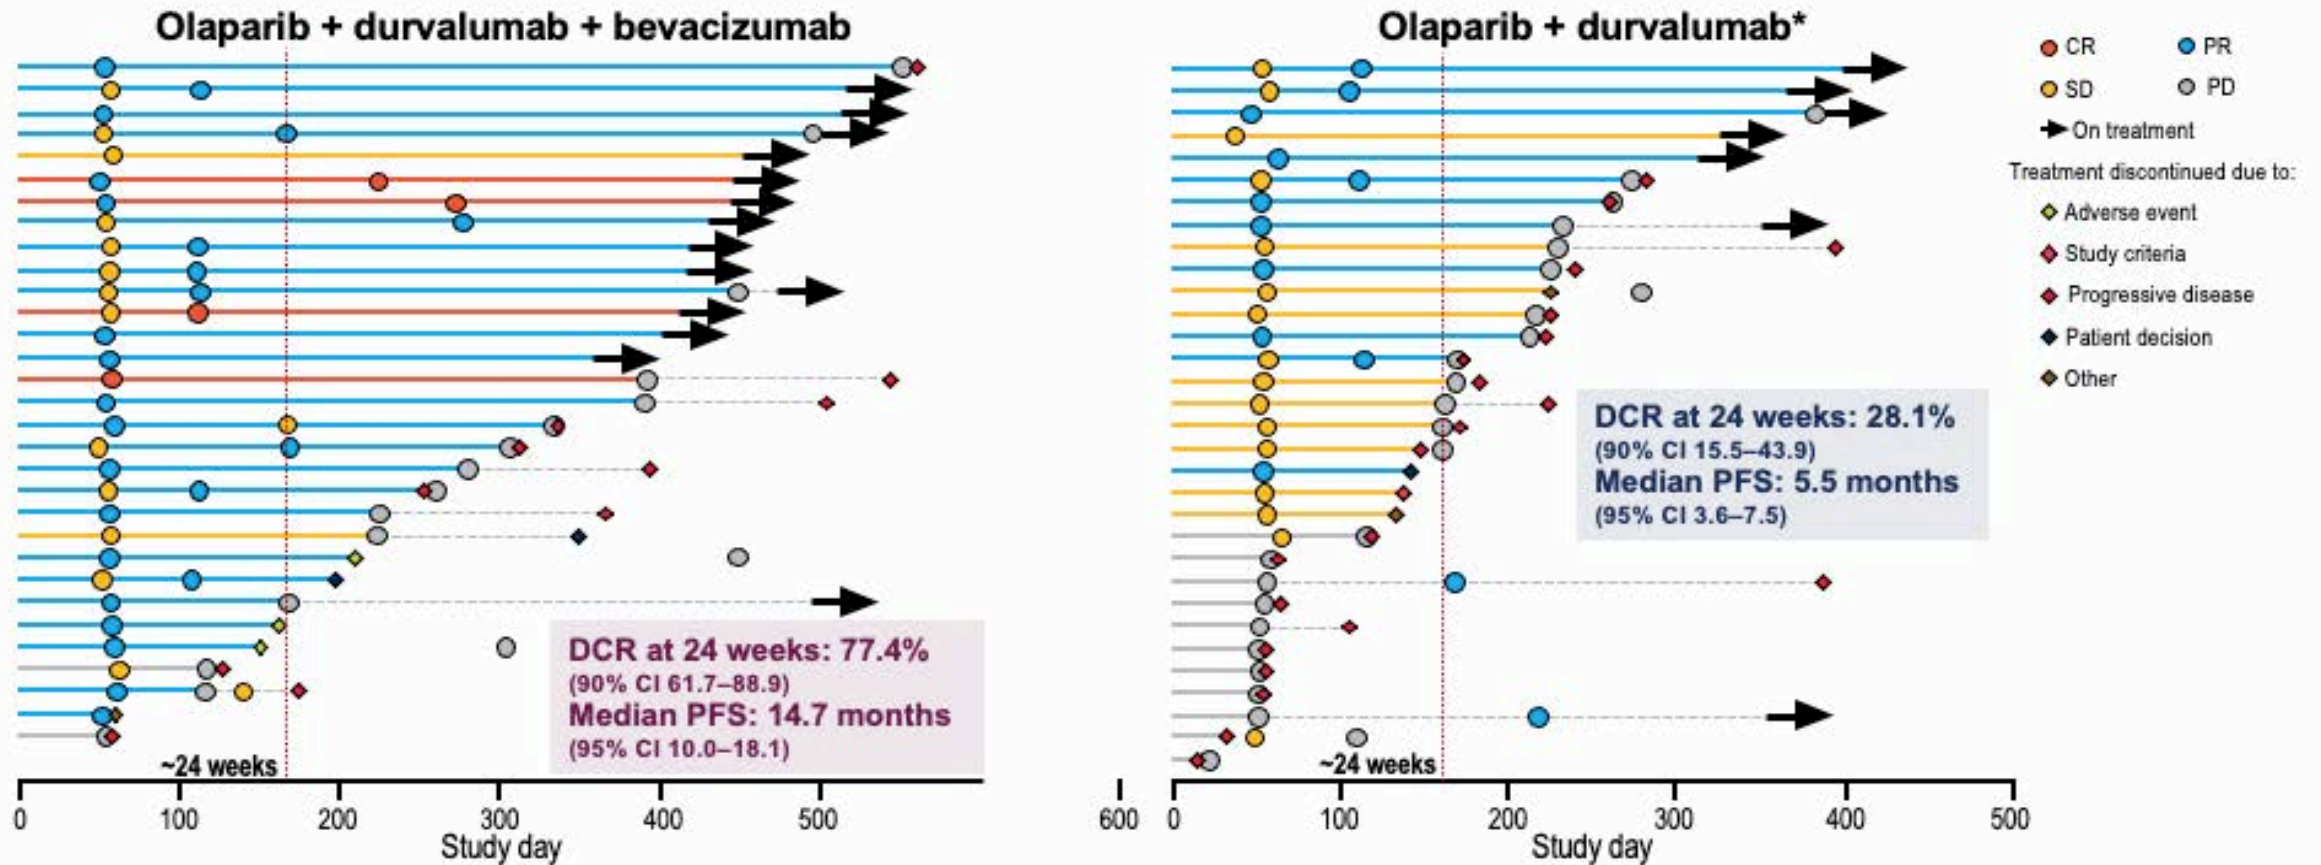 Olaparib + durvalumab + bevacizumab
DCR at 24 weeks: 77.4%
(90% CI 61.7–88.9)
Median PFS: 14.7 months
(95% CI 10.0–18.1)
~24 weeks
0 100 200 300 400 500 600
Study day
Olaparib + durvalumab*
DCR at 24 weeks: 28.1%
(90% CI 15.5–43.9)
Median PFS: 5.5 months
(95% CI 3.6–7.5)
~24 weeks
0 100 200 300 400 500
Study day
CR PR
SD PD
On treatment
Treatment discontinued due to:
Adverse event
Study criteria
Progressive disease
Patient decision
Other